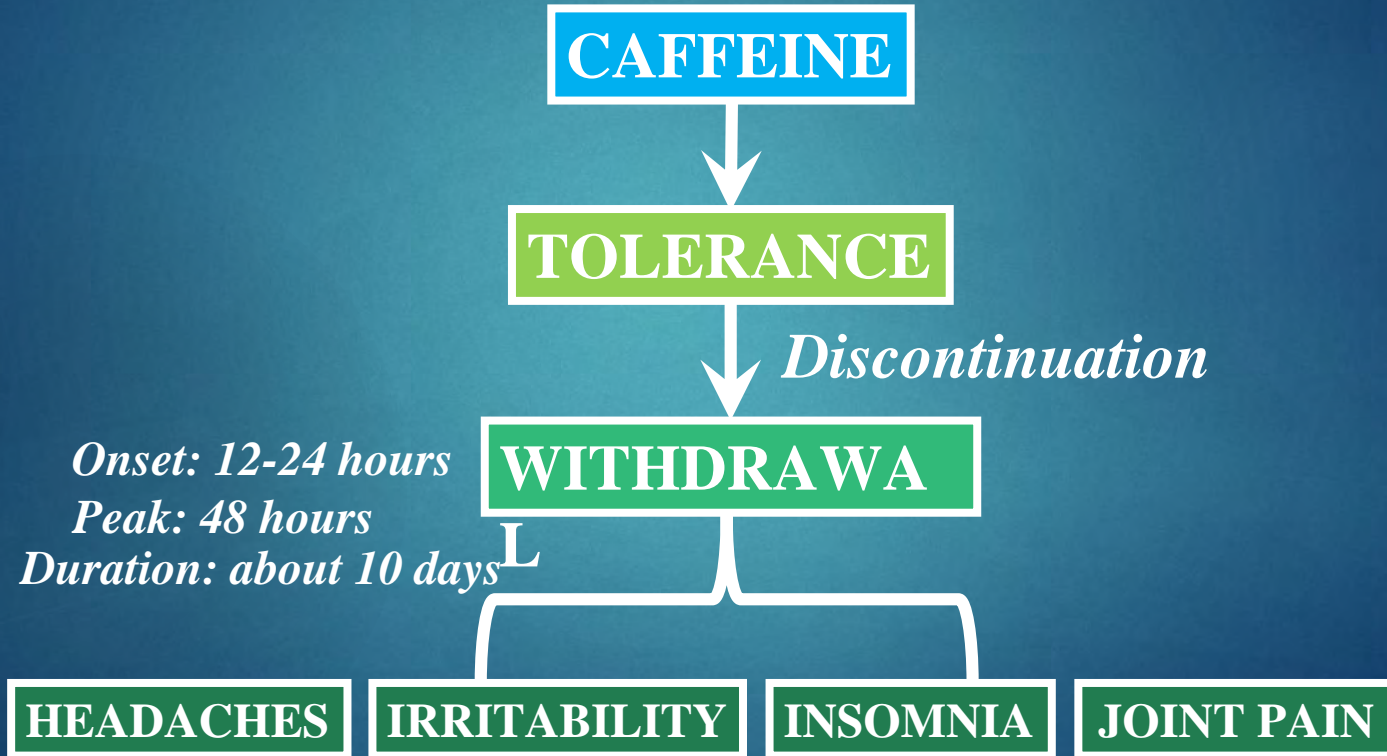 CAFFEINE
TOLERANCE
Discontinuation
Onset: 12-24 hours
Peak: 48 hours
Duration: about 10 days
WITHDRAWA
L
HEADACHES
IRRITABILITY
INSOMNIA
JOINT PAIN